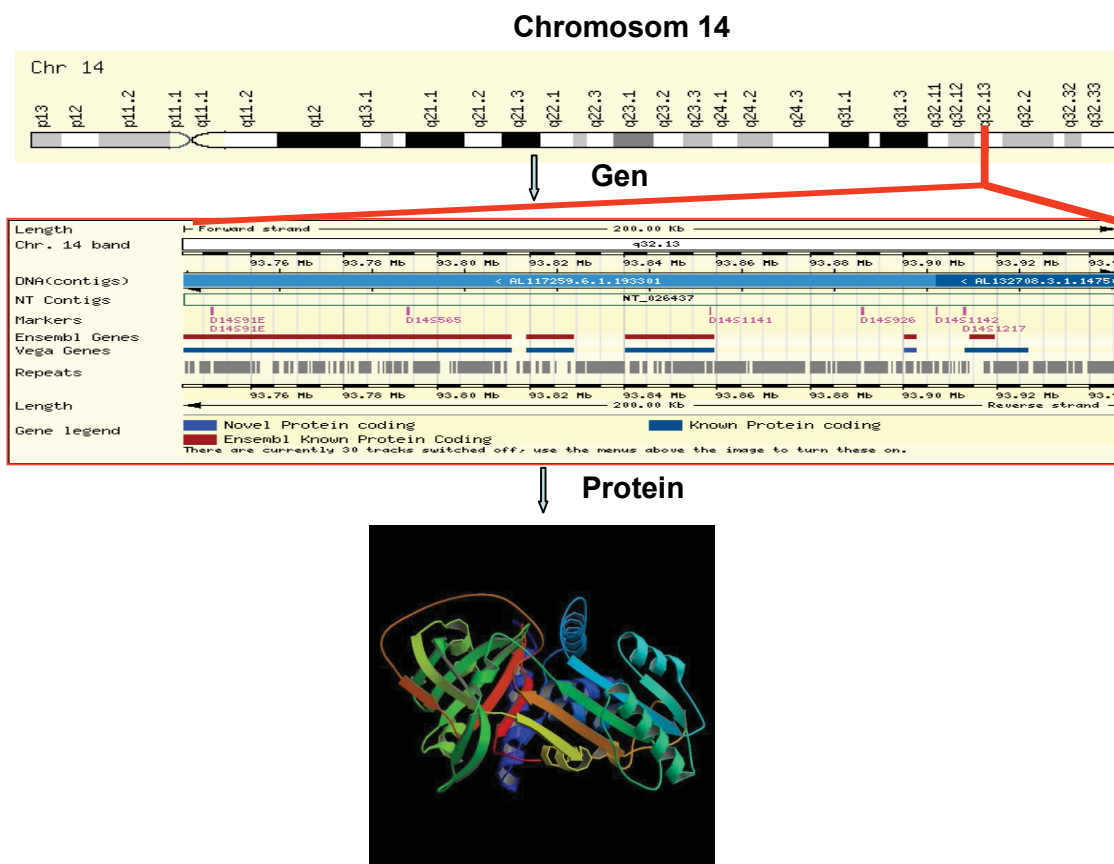 Chromosom 14
Chr 14
p13 p12 p11.2 p11.1 q11.1 q11.2 q12 q13.1 q21.1 q21.2 q21.3 q22.1 q22.3 q23.1 q23.2 q23.3 q24.1 q24.2 q24.3 q31.1 q31.3 q32.11 q32.12 q32.13 q32.2 q32.32 q32.33
Gen
Length Forward strand 200.00 Kb
Chr. 14 band q32.13
93.76 Mb 93.78 Mb 93.80 Mb 93.82 Mb 93.84 Mb 93.86 Mb 93.88 Mb 93.90 Mb 93.92 Mb 93.9
DNA(contigs) < AL117259.6.1.193301 < AL132708.3.1.14750
NT Contigs NT_026437
Markers D14S91E D14S565 D14S1141 D14S926 D14S1142
D14S91E D14S1217
Ensembl Genes
Vega Genes
Repeats
93.76 Mb 93.78 Mb 93.80 Mb 93.82 Mb 93.84 Mb 93.86 Mb 93.88 Mb 93.90 Mb 93.92 Mb 93.9
Length 200.00 Kb Reverse strand
Gene legend Novel Protein coding Known Protein coding
Ensembl Known Protein Coding
There are currently 30 tracks switched off, use the menus above the image to turn these on.
Protein